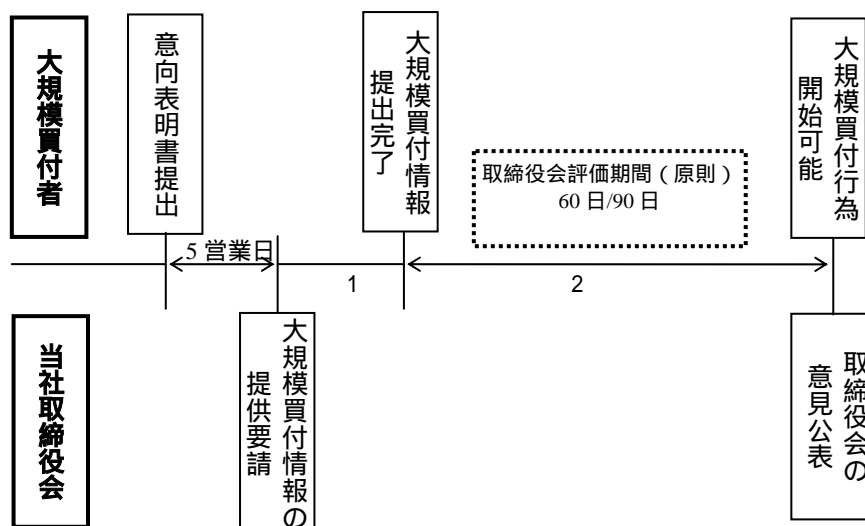 大規模買付者
意向表明書提出
大規模買付情報
提出完了
取締役会評価期間（原則）
60 日/90 日
大規模買付行為
開始可能
5 営業日
1
2
当社取締役会
大規模買付情報の
提供要請
取締役会の
意見公表